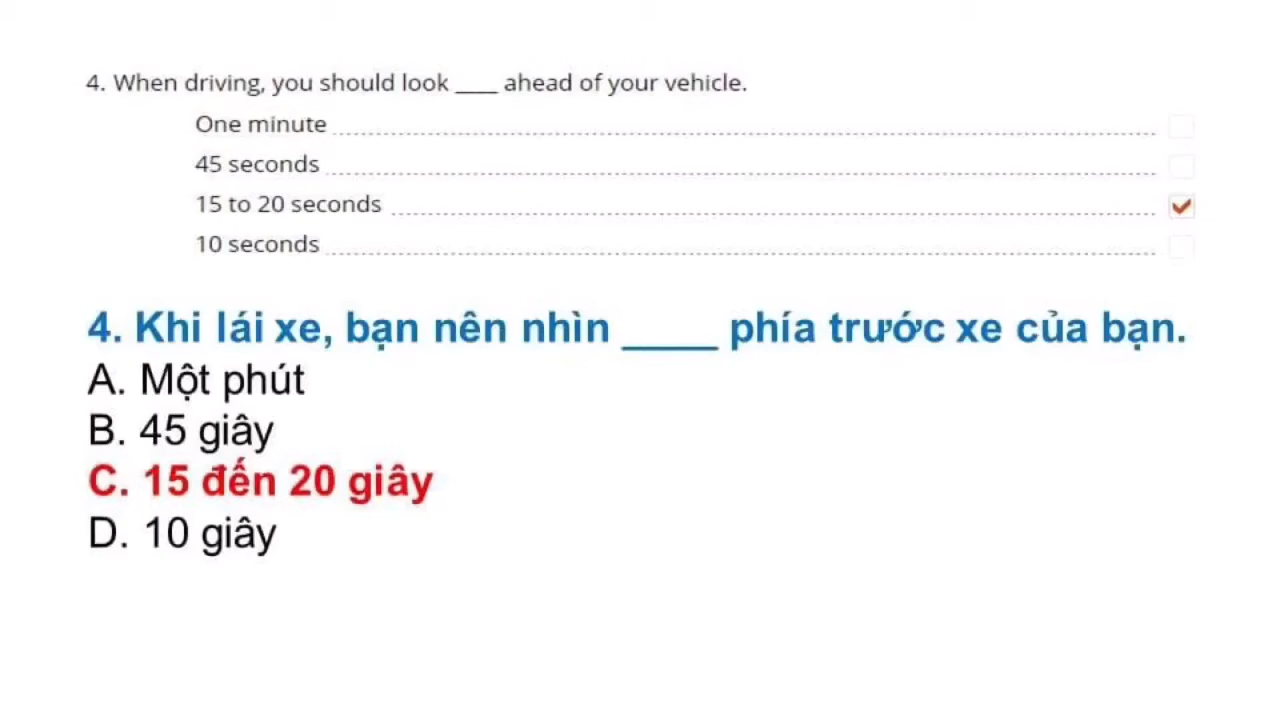 4. When driving, you should look ____ ahead of your vehicle.
One minute
45 seconds
15 to 20 seconds
10 seconds
4. Khi lái xe, bạn nên nhìn ____ phía trước xe của bạn.
A. Một phút
B. 45 giây
C. 15 đến 20 giây
D. 10 giây